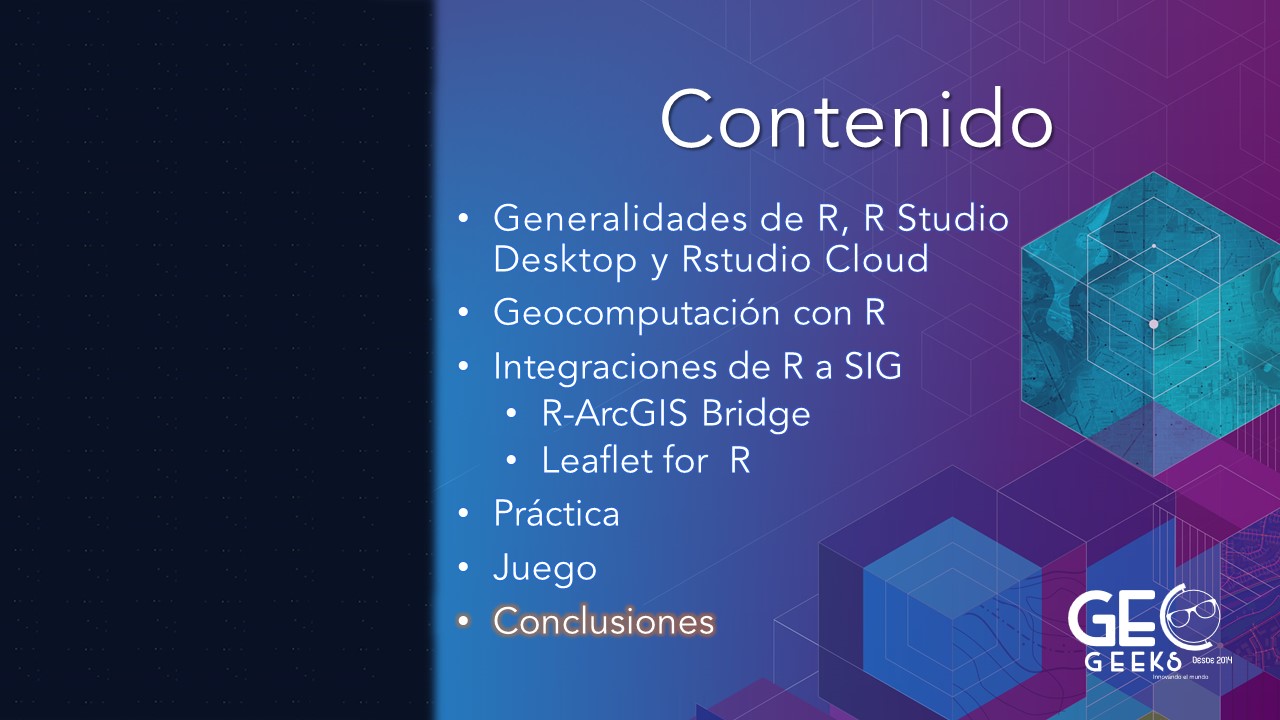 Contenido
• Generalidades de R, R Studio
Desktop y Rstudio Cloud
• Geocomputación con R
• Integraciones de R a SIG
• R-ArcGIS Bridge
• Leaflet for R
• Práctica
• Juego
• Conclusiones
GEO
GEEKS Desde 2014
Innovando el mundo